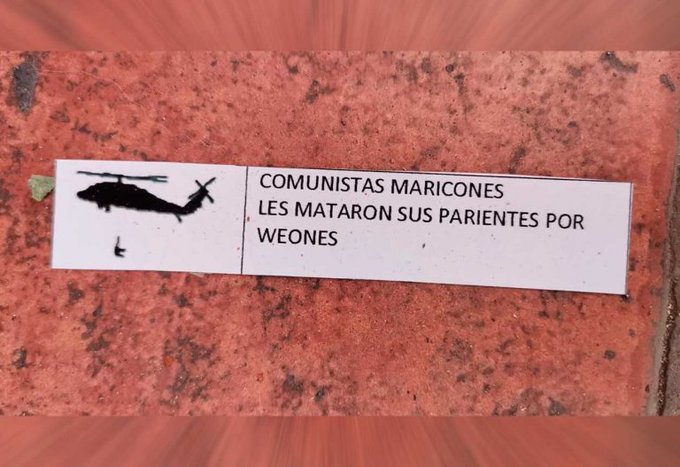 COMUNISTAS MARICONES
LES MATARON SUS PARIENTES POR
WEONES